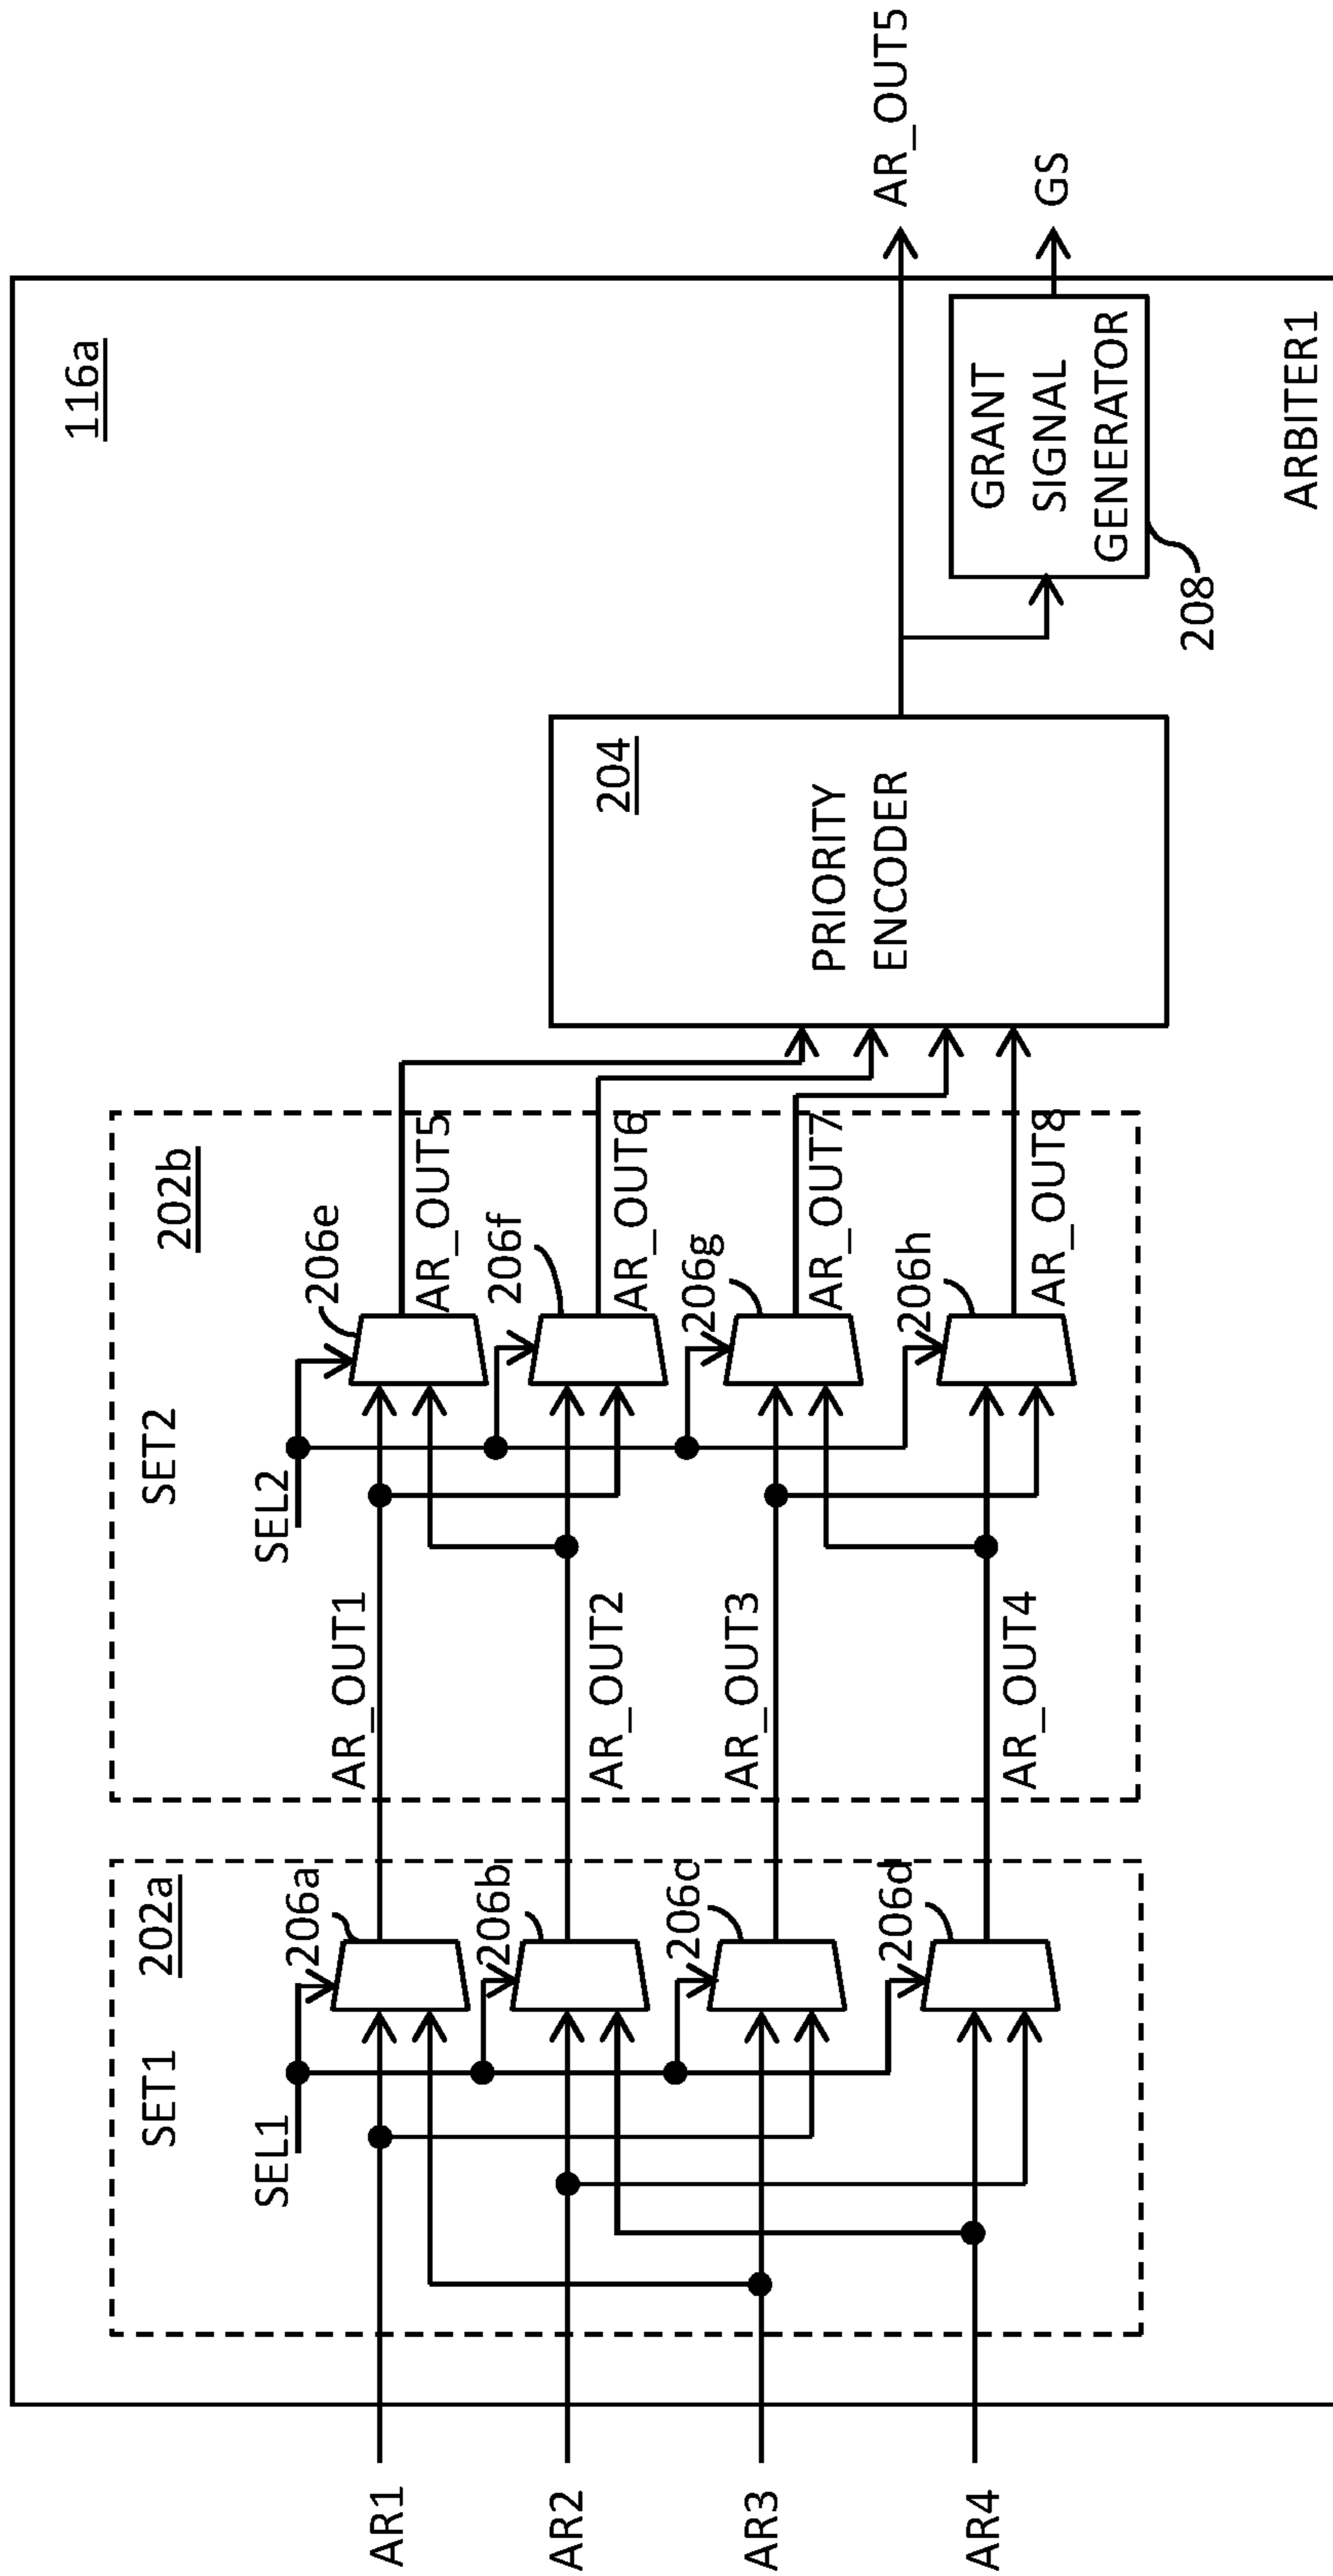 116a
SET1
202a
SEL1
206a
206b
206c
206d
AR1
AR2
AR3
AR4
SET2
202b
SEL2
206e
206f
206g
206h
AR_OUT1
AR_OUT2
AR_OUT3
AR_OUT4
AR_OUT5
AR_OUT6
AR_OUT7
AR_OUT8
204
PRIORITY
ENCODER
GRANT
SIGNAL
GENERATOR
208
AR_OUT5
GS
ARBITER1